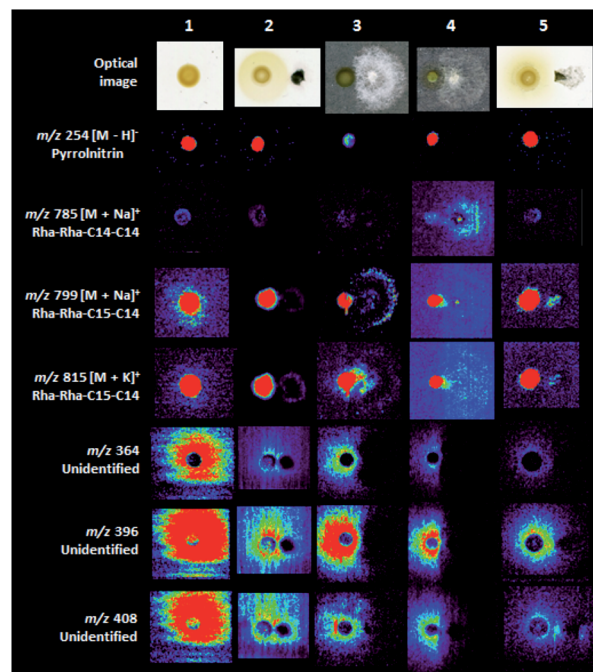 1 2 3 4 5
Optical
image
m/z 254 [M - H]-
Pyrrolnitrin
m/z 785 [M + Na]+
Rha-Rha-C14-C14
m/z 799 [M + Na]+
Rha-Rha-C15-C14
m/z 815 [M + K]+
Rha-Rha-C15-C14
m/z 364
Unidentified
m/z 396
Unidentified
m/z 408
Unidentified